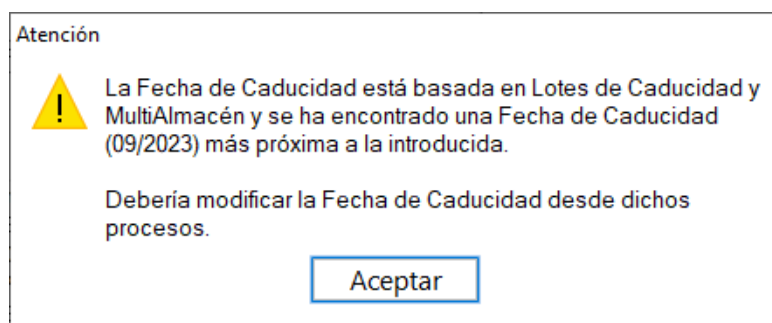 Atención
La Fecha de Caducidad está basada en Lotes de Caducidad y
MultiAlmacén y se ha encontrado una Fecha de Caducidad
(09/2023) más próxima a la introducida.
Debería modificar la Fecha de Caducidad desde dichos
procesos.
Aceptar